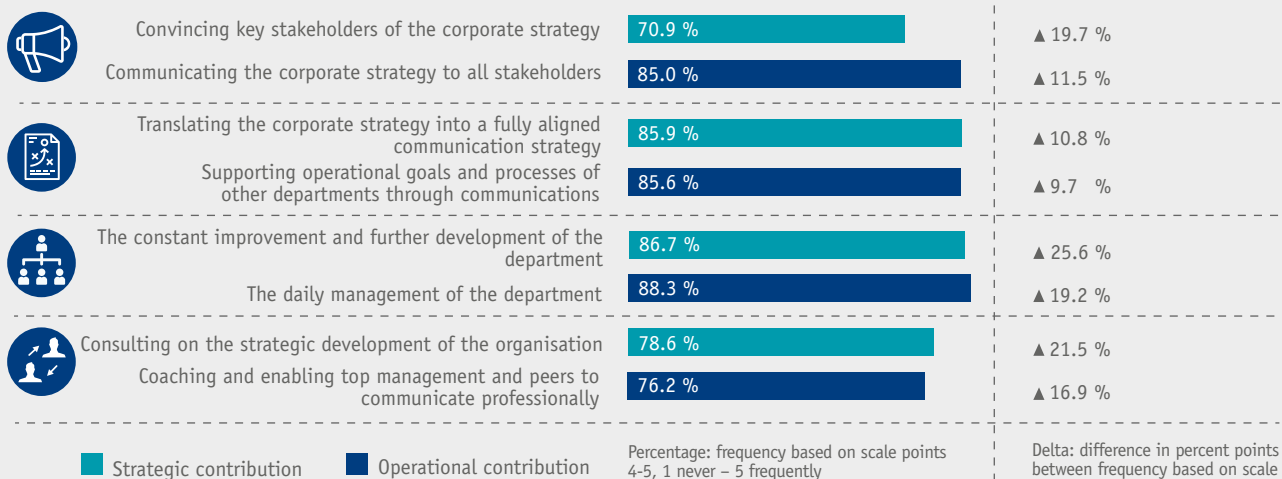 Convincing key stakeholders of the corporate strategy 70.9 % ▲ 19.7 %
Communicating the corporate strategy to all stakeholders 85.0 % ▲ 11.5 %
Translating the corporate strategy into a fully aligned
communication strategy 85.9 % ▲ 10.8 %
Supporting operational goals and processes of
other departments through communications 85.6 % ▲ 9.7 %
The constant improvement and further development of the
department 86.7 % ▲ 25.6 %
The daily management of the department 88.3 % ▲ 19.2 %
Consulting on the strategic development of the organisation 78.6 % ▲ 21.5 %
Coaching and enabling top management and peers to
communicate professionally 76.2 % ▲ 16.9 %
Strategic contribution
Operational contribution
Percentage: frequency based on scale points
4-5, 1 never – 5 frequently
Delta: difference in percent points
between frequency based on scale